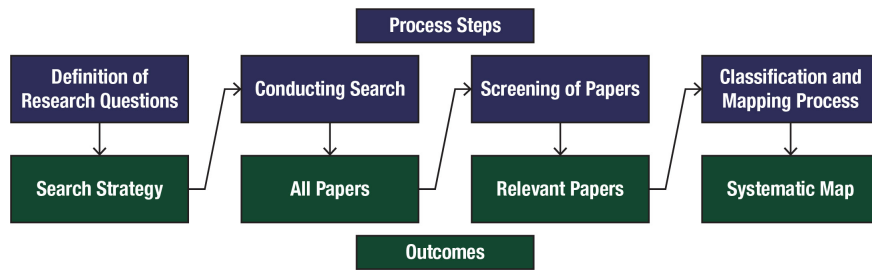 Process Steps
Definition of
Research Questions
Conducting Search
Screening of Papers
Classification and
Mapping Process
Search Strategy
All Papers
Relevant Papers
Systematic Map
Outcomes